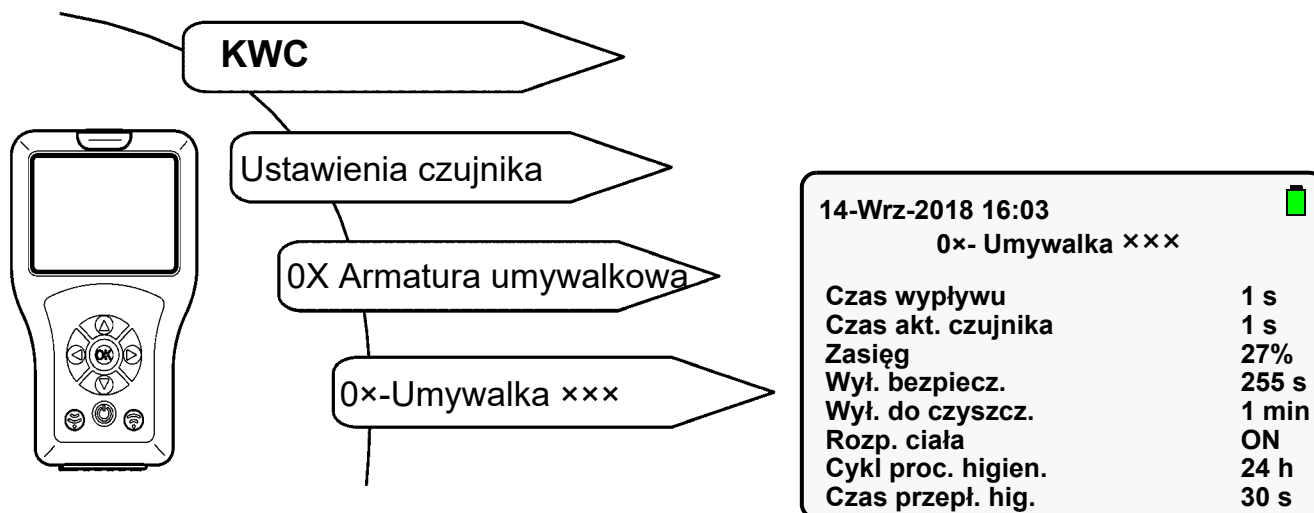 KWC
Ustawienia czujnika
0X Armatura umywalkowa
0×-Umywalka ×××
OK
14-Wrz-2018 16:03
0×- Umywalka ×××
Czas wypływu 1 s
Czas akt. czujnika 1 s
Zasięg 27%
Wył. bezpiecz. 255 s
Wył. do czyszcz. 1 min
Rozp. ciała ON
Cykl proc. higien. 24 h
Czas przepł. hig. 30 s